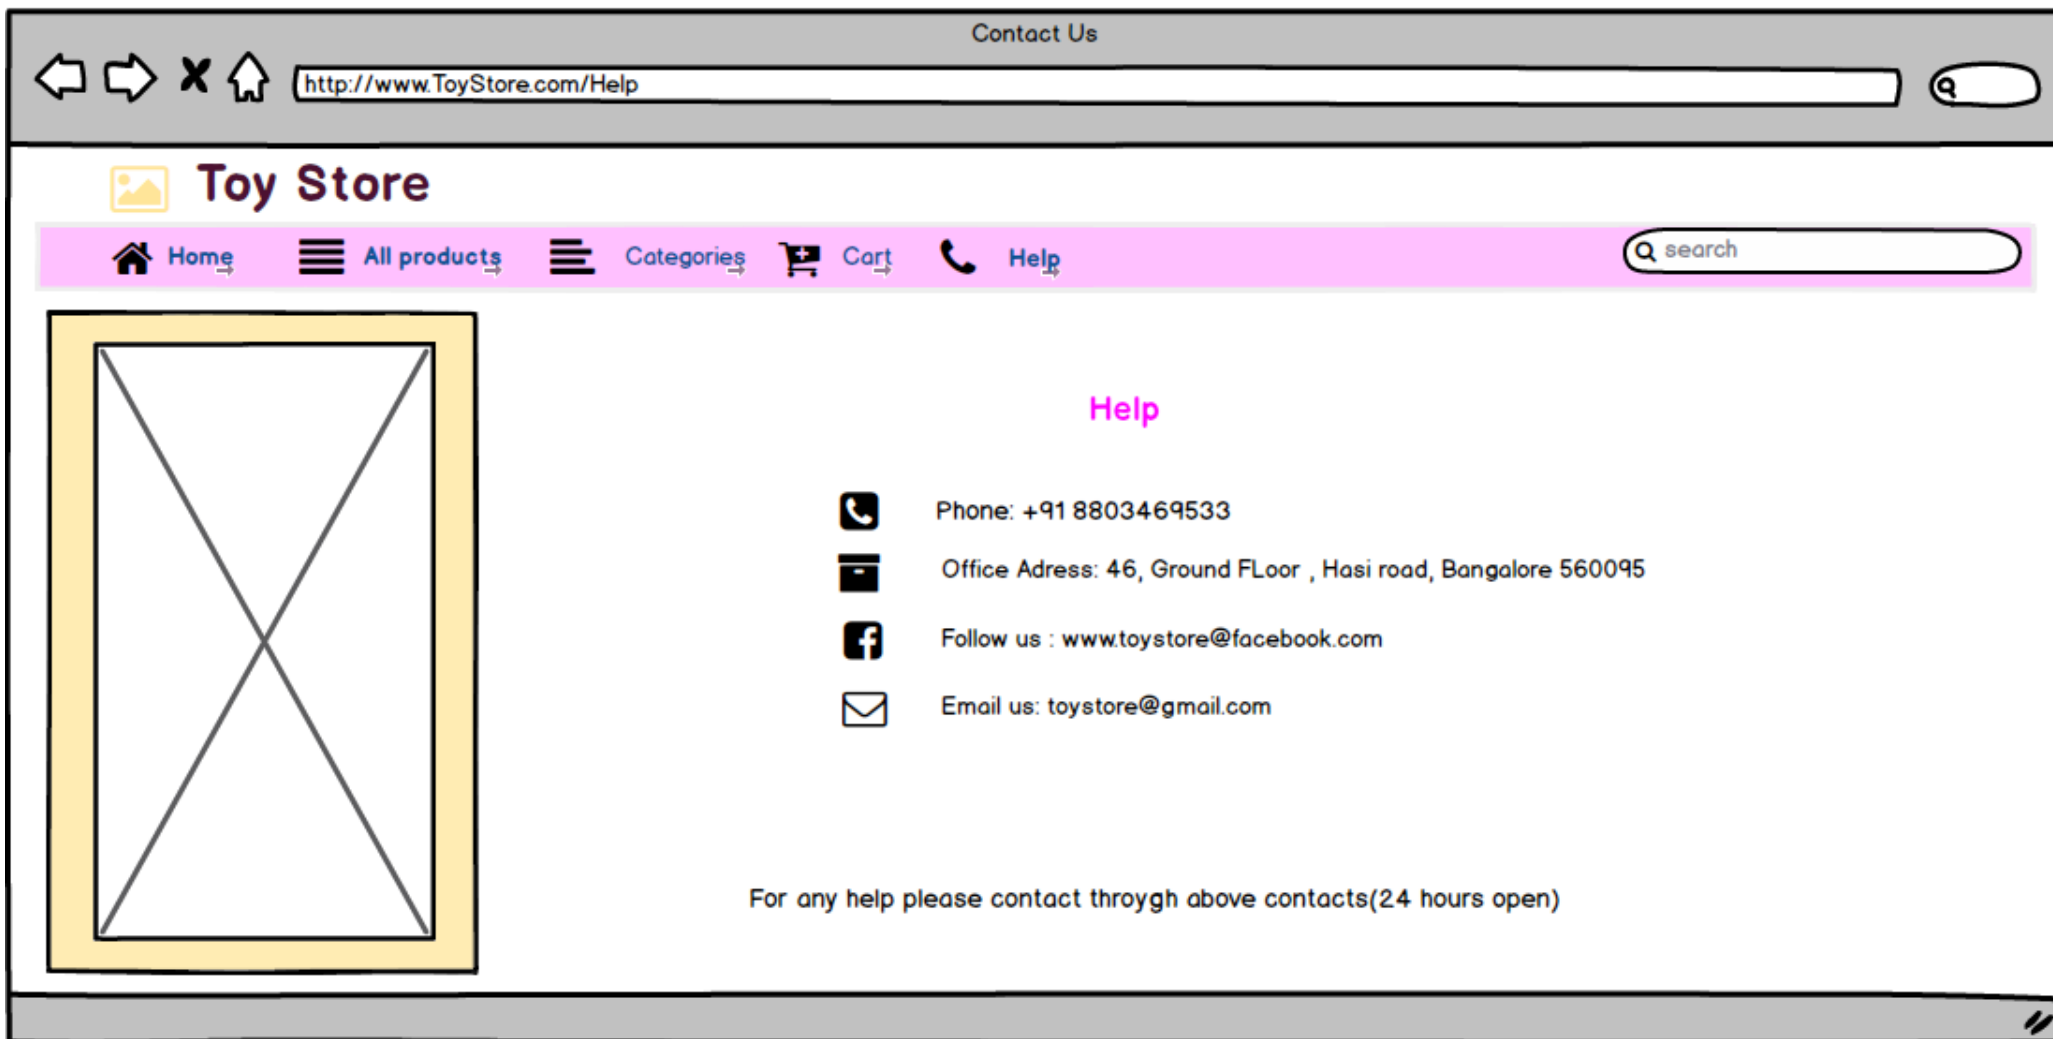 Contact Us
http://www.ToyStore.com/Help
Toy Store
Home All products Categories Cart Help search
Help
Phone: +91 8803469533
Office Adress: 46, Ground FLoor , Hasi road, Bangalore 560095
Follow us : www.toystore@facebook.com
Email us: toystore@gmail.com
For any help please contact throygh above contacts(24 hours open)